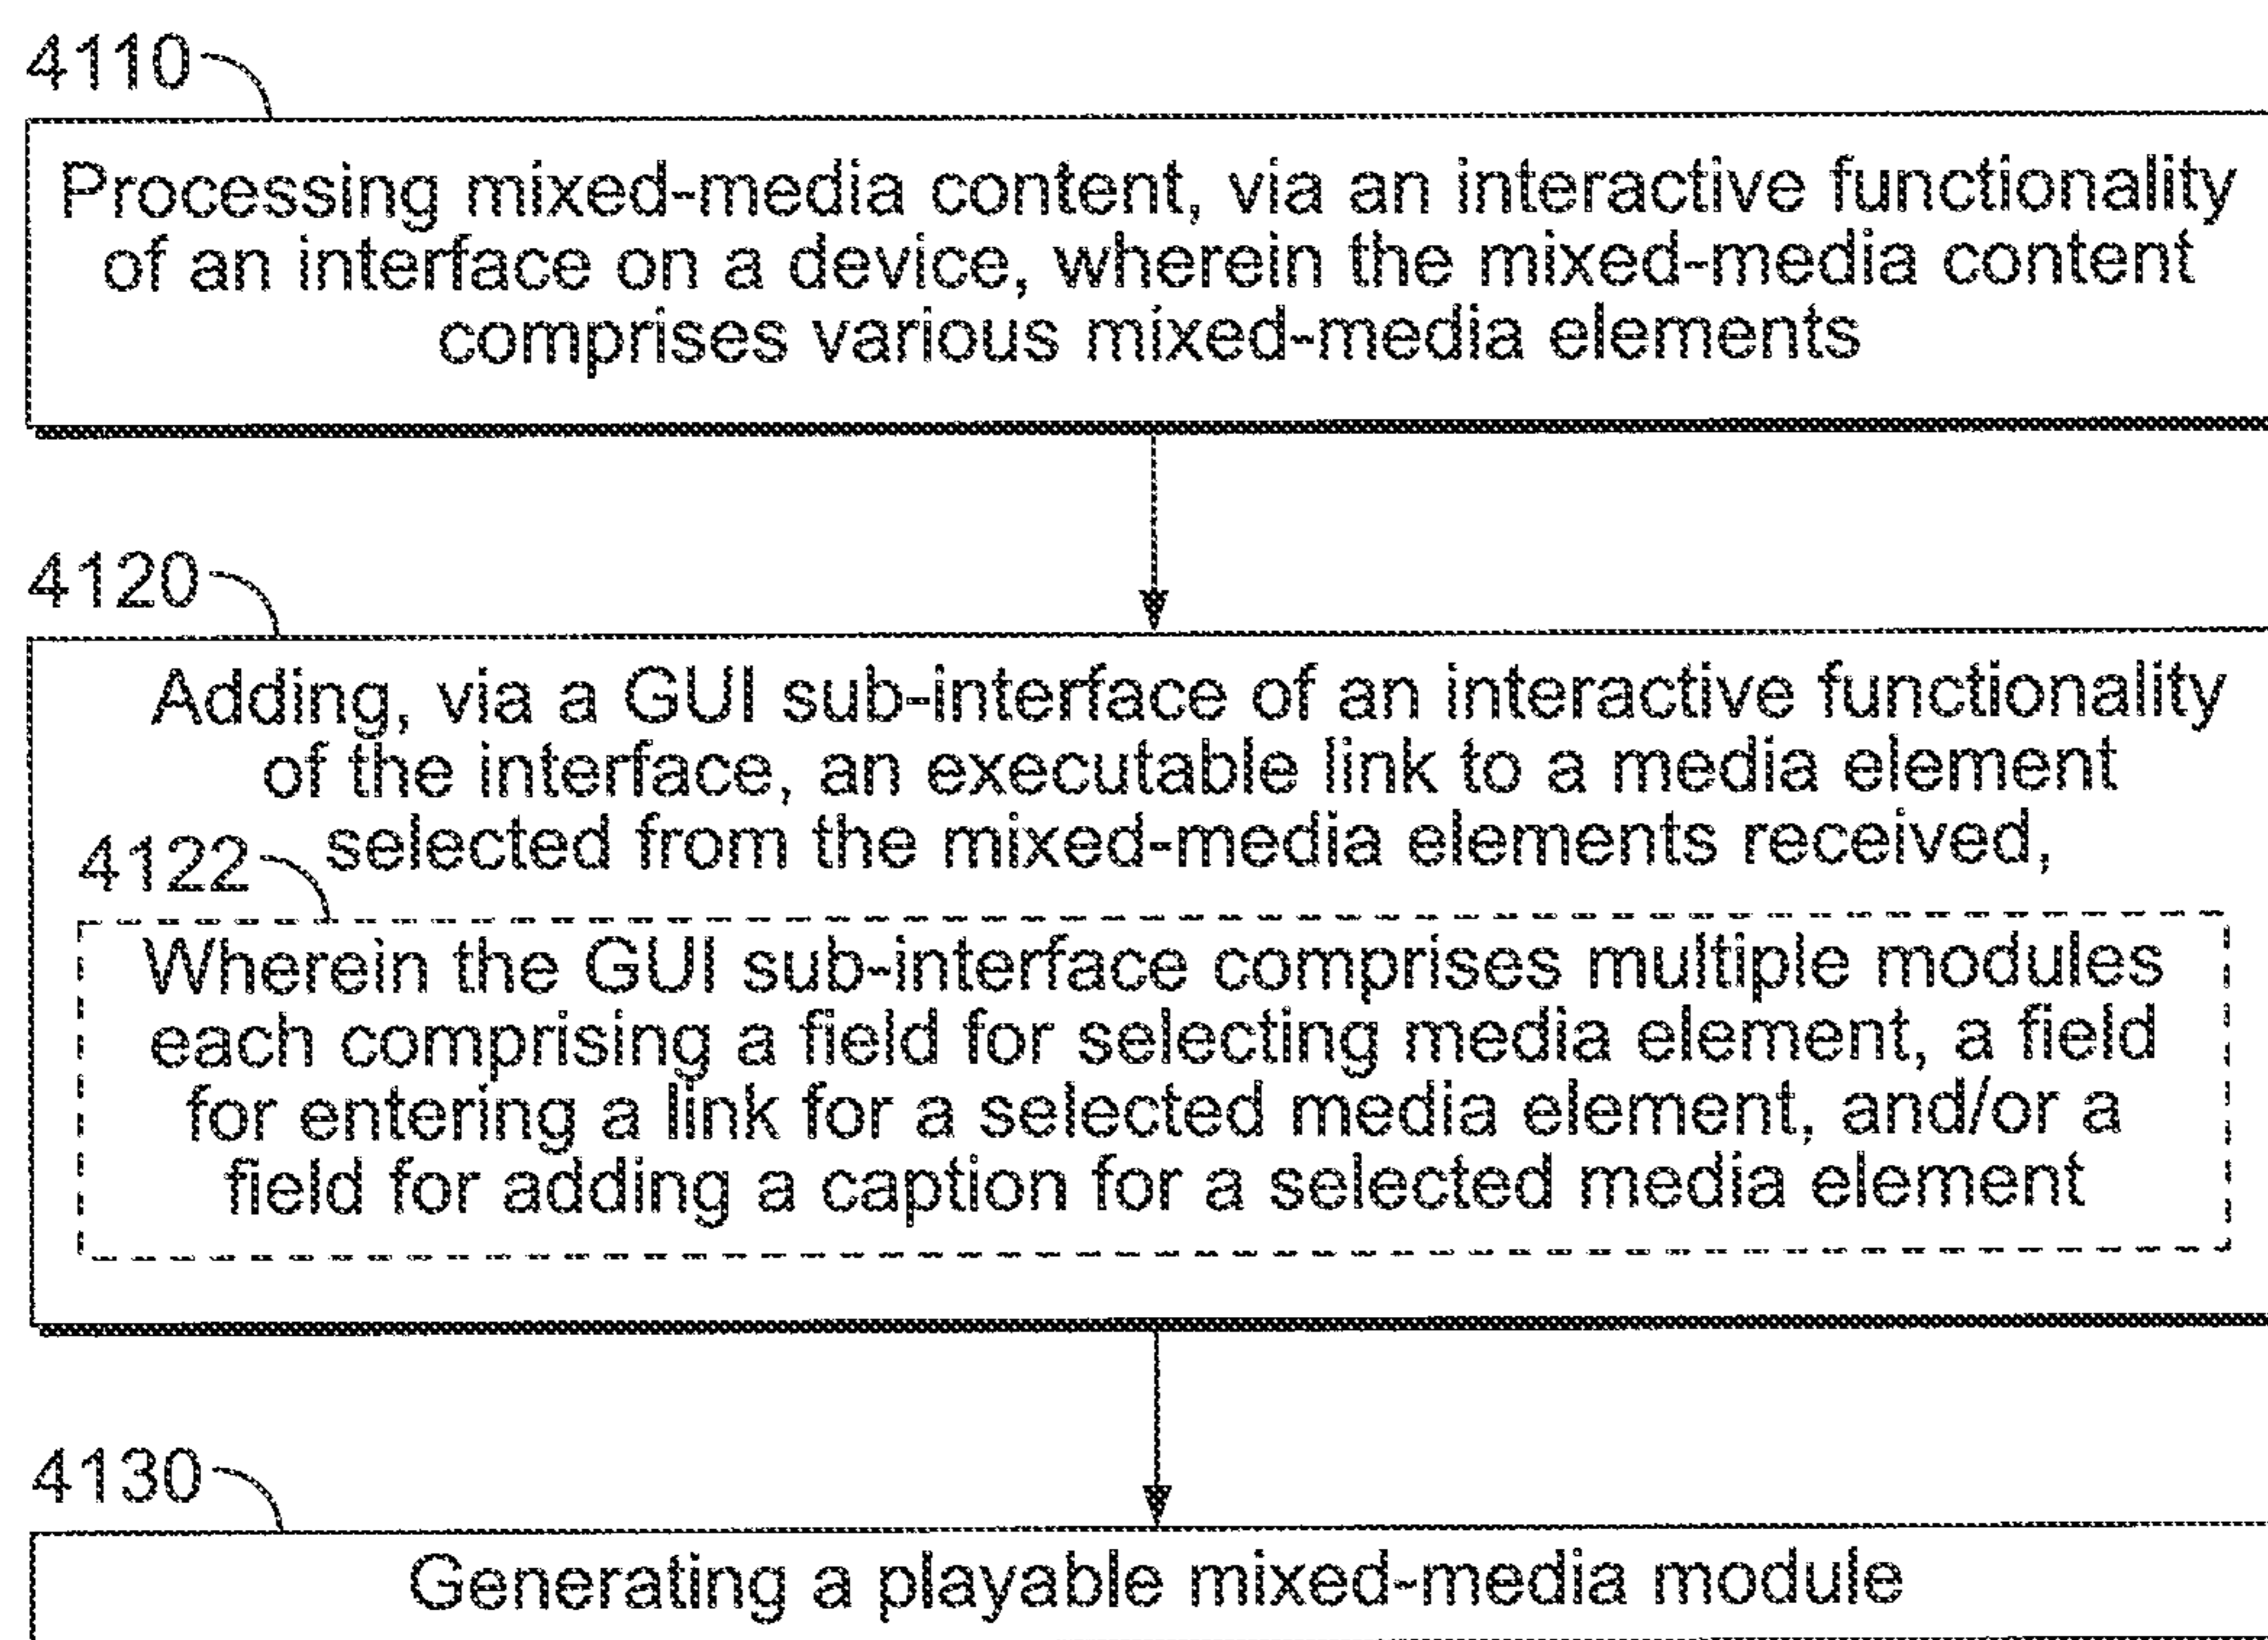 4110
Processing mixed-media content, via an interactive functionality
of an interface on a device, wherein the mixed-media content
comprises various mixed-media elements
4120
Adding, via a GUI sub-interface of an interactive functionality
of the interface, an executable link to a media element
selected from the mixed-media elements received,
4122
Wherein the GUI sub-interface comprises multiple modules
each comprising a field for selecting media element, a field
for entering a link for a selected media element, and/or a
field for adding a caption for a selected media element
4130
Generating a playable mixed-media module